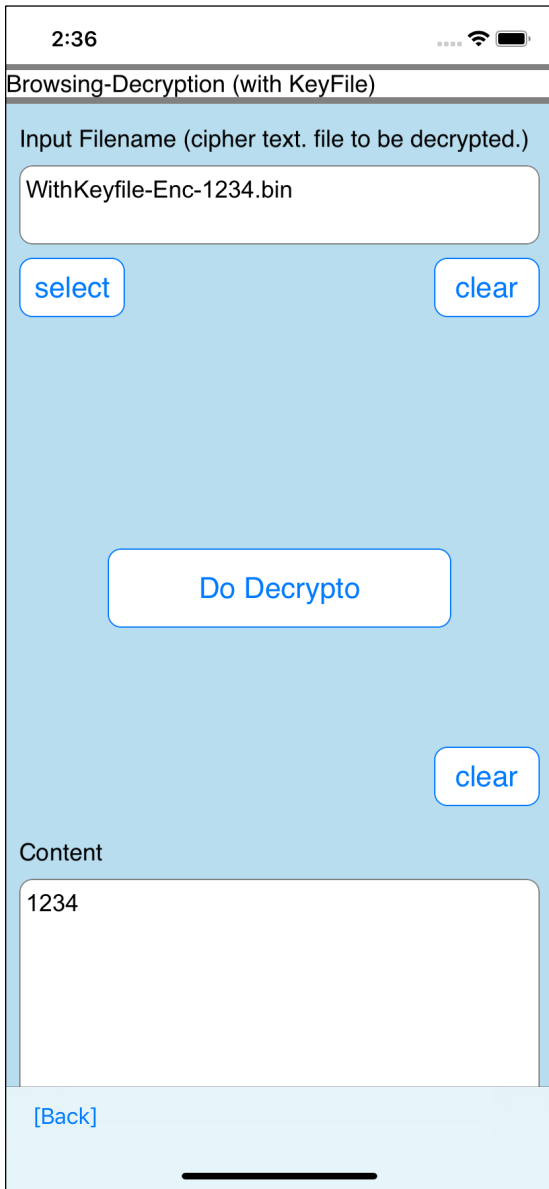 2:36
Browsing-Decryption (with KeyFile)
Input Filename (cipher text. file to be decrypted.)
WithKeyfile-Enc-1234.bin
select
clear
Do Decrypto
clear
Content
1234
[Back]